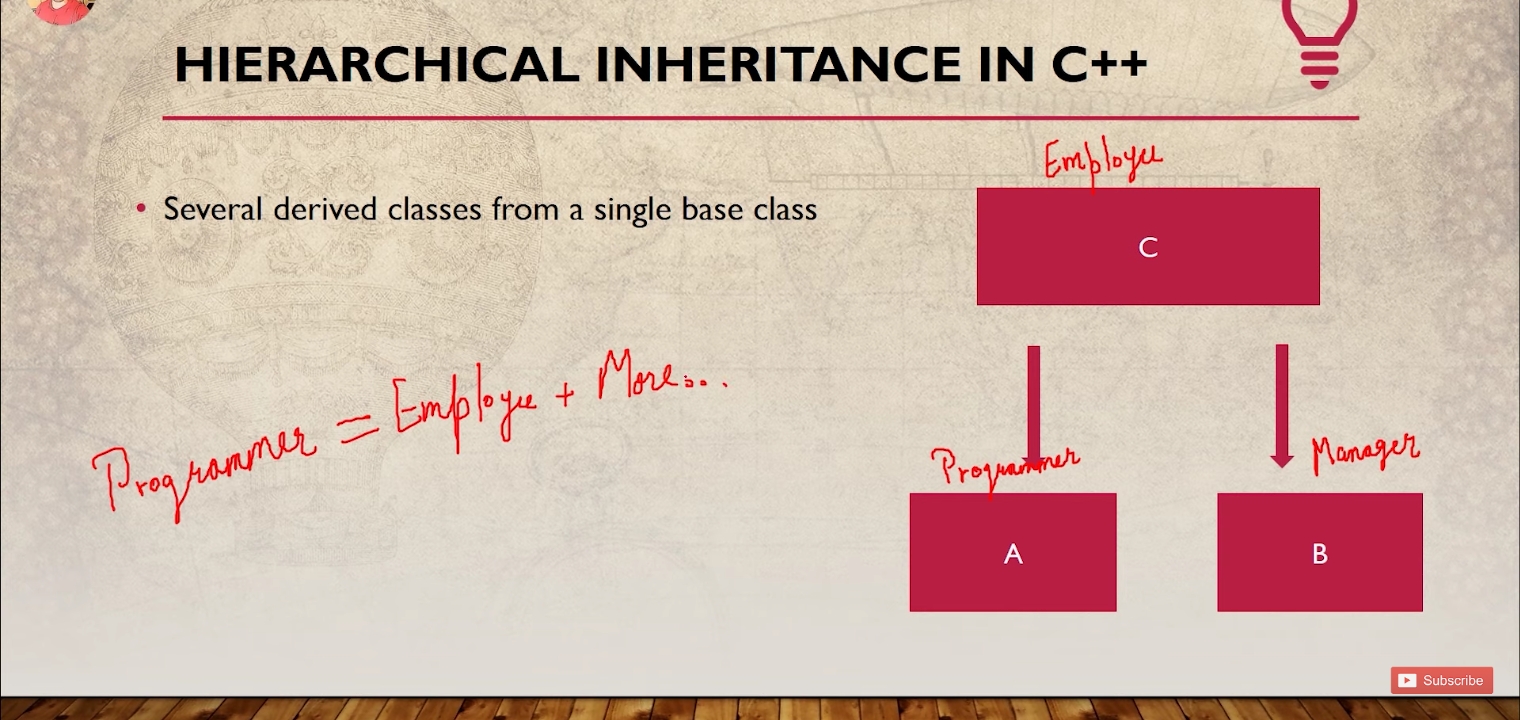 HIERARCHICAL INHERITANCE IN C++
Employee
• Several derived classes from a single base class
C
Programmer = Employee + More...
Programmer
Manager
A
B
Subscribe